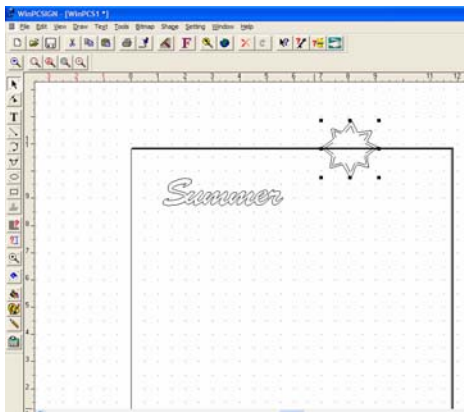 WinPCSIGN - [WinPCS1 *]
File Edit View Draw Text Tools Bitmap Shape Setting Window Help
Summer